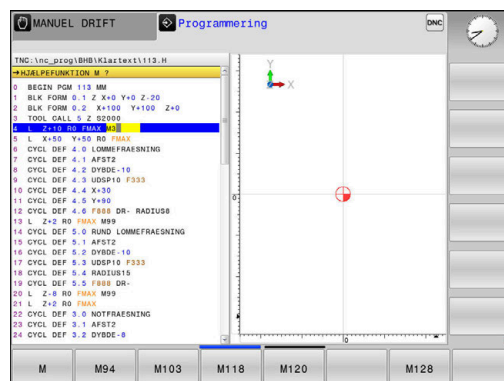 MANUEL DRIFT
Programmering
DNC
TNC:\nc_prog\BHB\Klartext\113.H
→HJÆLPEFUNKTION M ?
0 BEGIN PGM 113 MM
1 BLK FORM 0.1 Z X+0 Y+0 Z-20
2 BLK FORM 0.2 X+100 Y+100 Z+0
3 TOOL CALL 5 Z S2000
4 L Z+10 R0 FMAX M3
5 L X+50 Y+50 R0 FMAX
6 CYCL DEF 4.0 LOMMEFRAESNING
7 CYCL DEF 4.1 AFST2
8 CYCL DEF 4.2 DYBDE-10
9 CYCL DEF 4.3 UDSP10 F333
10 CYCL DEF 4.4 X+30
11 CYCL DEF 4.5 Y+90
12 CYCL DEF 4.6 F888 DR- RADIUS8
13 L Z+2 R0 FMAX M99
14 CYCL DEF 5.0 RUND LOMMEFRAESNING
15 CYCL DEF 5.1 AFST2
16 CYCL DEF 5.2 DYBDE-10
17 CYCL DEF 5.3 UDSP10 F333
18 CYCL DEF 5.4 RADIUS15
19 CYCL DEF 5.5 F888 DR-
20 L Z-8 R0 FMAX M99
21 L Z+2 R0 FMAX
22 CYCL DEF 3.0 NOTFRAESNING
23 CYCL DEF 3.1 AFST2
24 CYCL DEF 3.2 DYBDE-8
Y
X
0
0
M M94 M103 M118 M120 M128